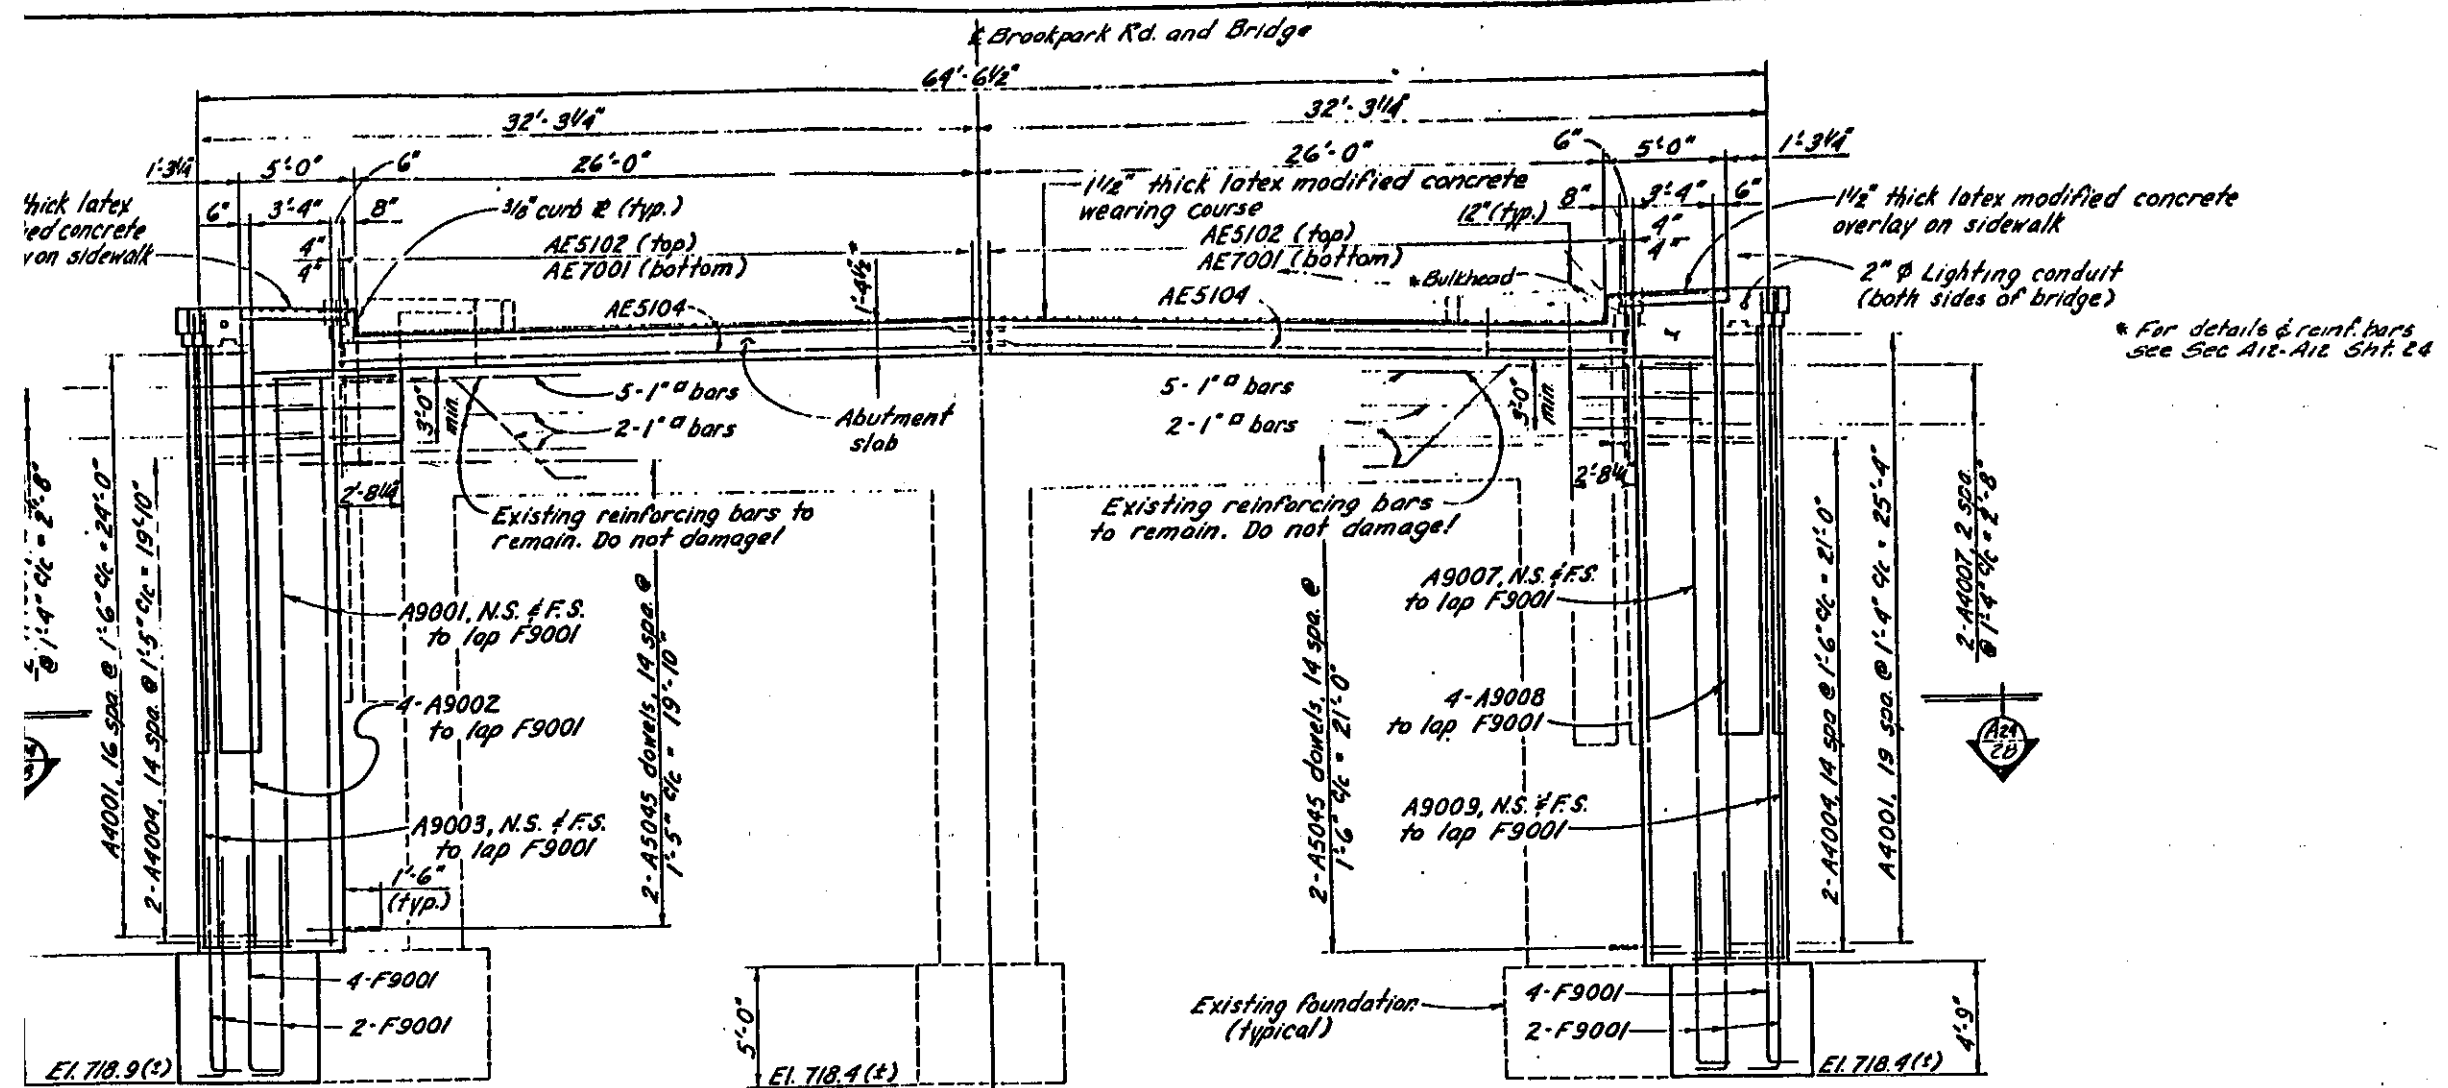 ℄ Brookpark Rd. and Bridge
64'-6½"
32'-3¼"
32'-3¼"
1'-3¼"
5'-0"
6"
26'-0"
26'-0"
6"
5'-0"
1'-3¼"
thick latex
ed concrete
on sidewalk
6"
3'-4"
8"
4"
4"
3/8" curb ℄ (typ.)
AE5102 (top)
AE7001 (bottom)
AE5104
1'-4½"
1½" thick latex modified concrete
wearing course
12" (typ.)
AE5102 (top)
AE7001 (bottom)
* Bulkhead
AE5104
8"
3'-4"
6"
4"
4"
1½" thick latex modified concrete
overlay on sidewalk
2" ϕ Lighting conduit
(both sides of bridge)
* For details & reinf. bars
see Sec A12-A12 Sht. 24
5-1" □ bars
2-1" □ bars
3'-0"
min.
Abutment
slab
5-1" □ bars
2-1" □ bars
3'-0"
min.
2'-8¼"
2'-8¼"
Existing reinforcing bars to
remain. Do not damage!
Existing reinforcing bars
to remain. Do not damage!
@ 1'-4" c/c = 2'-8"
A4001, 16 spa. @ 1'-6" c/c = 24'-0"
2-A4004, 14 spa. @ 1'-5" c/c = 19'-10"
A9001, N.S. & F.S.
to lap F9001
4-A9002
to lap F9001
A9003, N.S. & F.S.
to lap F9001
1'-6"
(typ.)
2-A5045 dowels, 14 spa. @
1'-5" c/c = 19'-10"
2-A5045 dowels, 14 spa. @
1'-6" c/c = 21'-0"
A9007, N.S. & F.S.
to lap F9001
4-A9008
to lap F9001
A9009, N.S. & F.S.
to lap F9001
2-A4004, 14 spa @ 1'-6" c/c = 21'-0"
A4001, 19 spa. @ 1'-4" c/c = 25'-4"
2-A4007, 2 spa.
@ 1'-4" c/c = 2'-8"
A24
28
4-F9001
2-F9001
El. 718.9 (±)
5'-0"
El. 718.4 (±)
Existing foundation
(typical)
4-F9001
2-F9001
4'-9"
El. 718.4 (±)